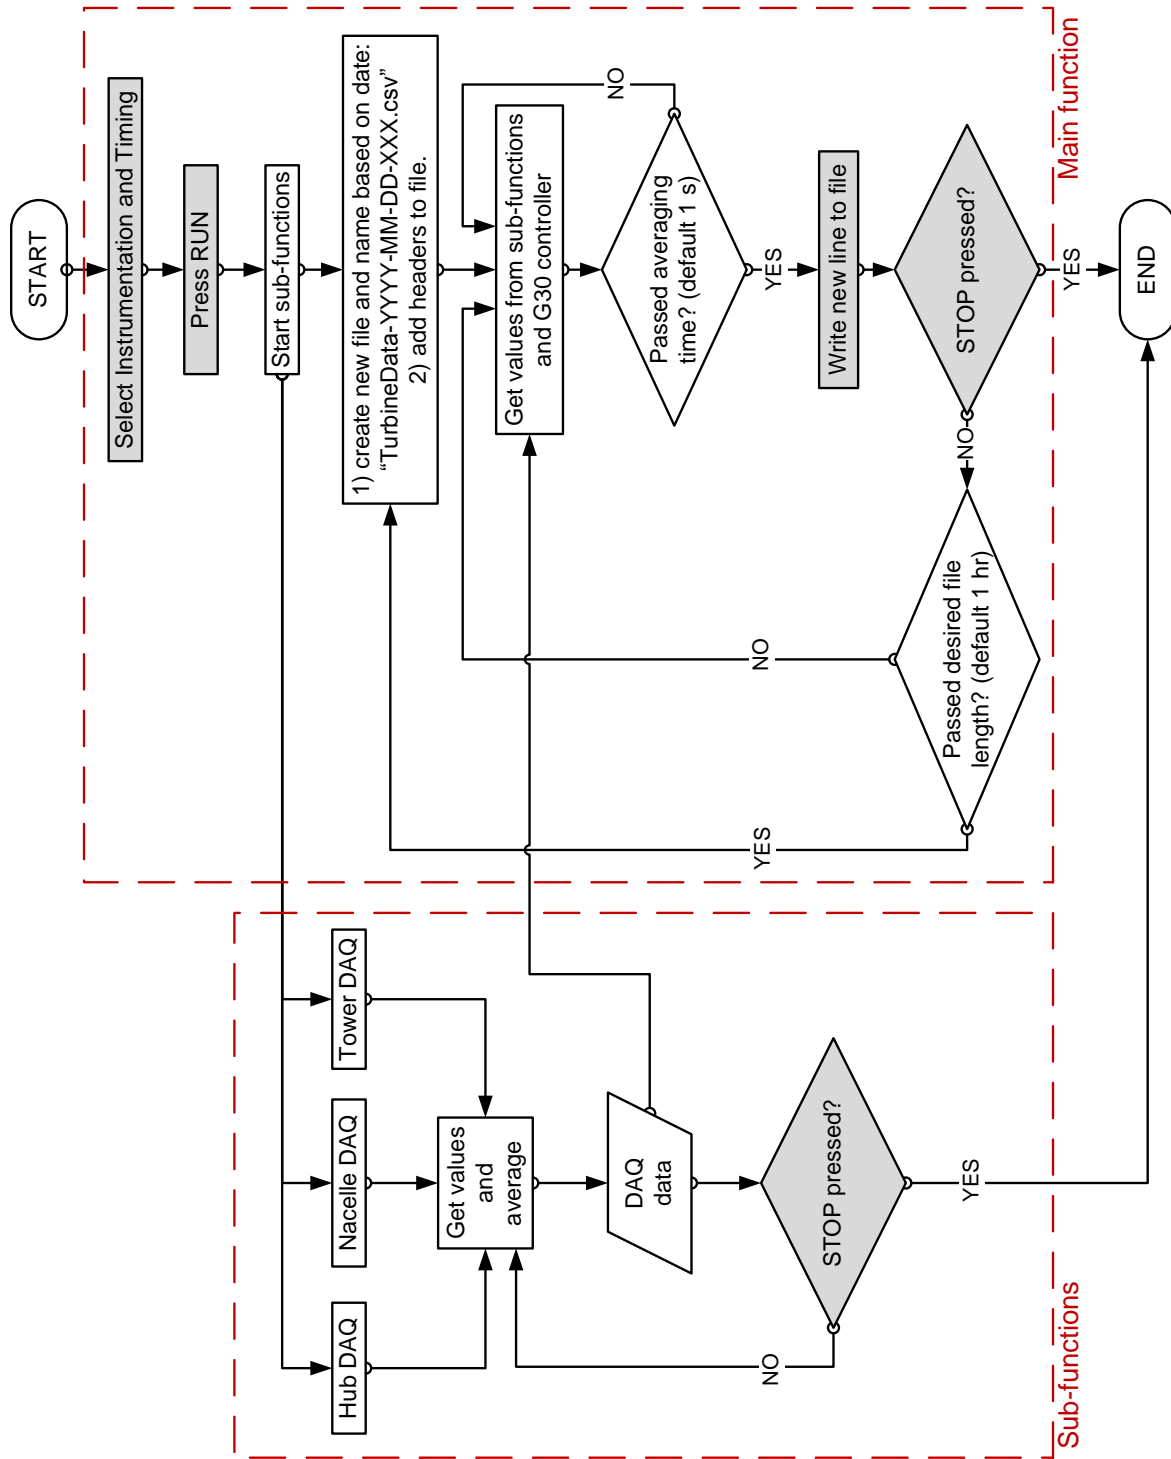 START
Select Instrumentation and Timing
Press RUN
Start sub-functions
1) create new file and name based on date:
“TurbineData-YYYY-MM-DD-XXX.csv”
2) add headers to file.
Get values from sub-functions
and G30 controller
NO
Passed averaging
time? (default 1 s)
YES
Write new line to file
STOP pressed?
YES
NO
Passed desired file
length? (default 1 hr)
NO
YES
END
Main function
Hub DAQ
Nacelle DAQ
Tower DAQ
Get values
and
average
DAQ
data
STOP pressed?
NO
YES
Sub-functions